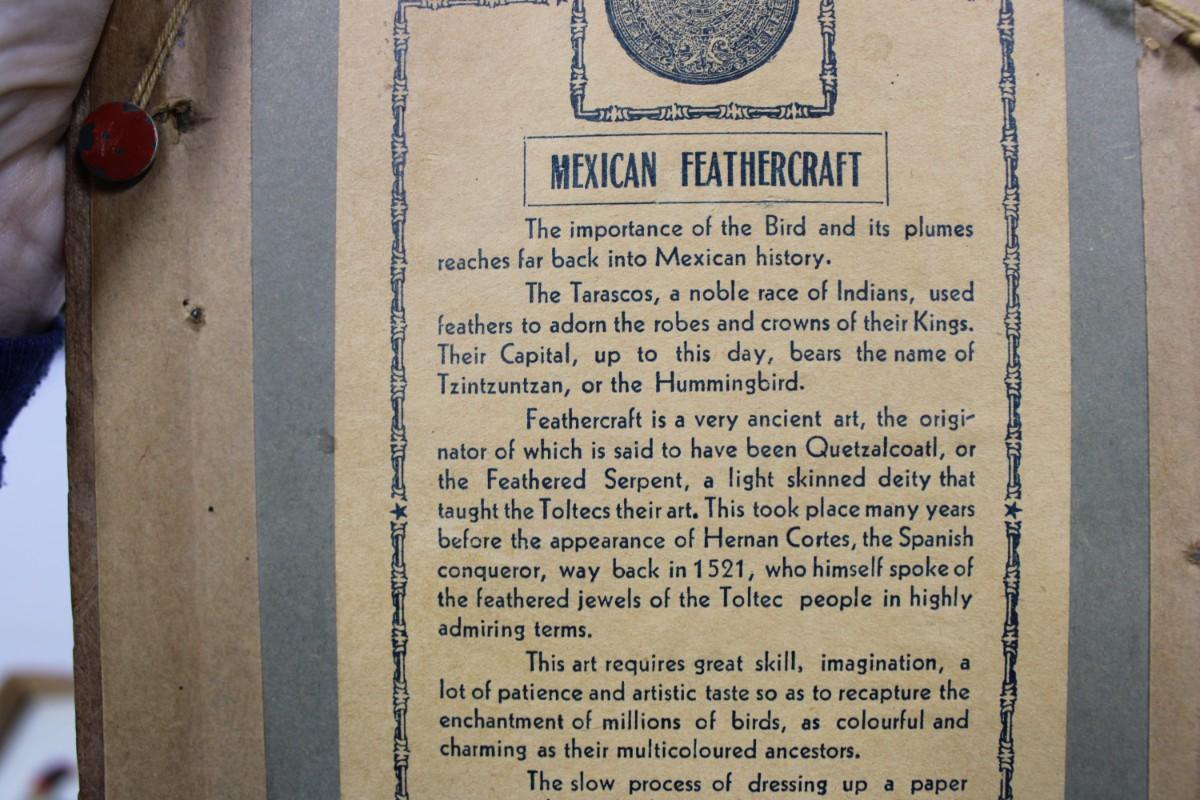 MEXICAN FEATHERCRAFT
The importance of the Bird and its plumes
reaches far back into Mexican history.
The Tarascos, a noble race of Indians, used
feathers to adorn the robes and crowns of their Kings.
Their Capital, up to this day, bears the name of
Tzintzuntzan, or the Hummingbird.
Feathercraft is a very ancient art, the origi-
nator of which is said to have been Quetzalcoatl, or
the Feathered Serpent, a light skinned deity that
taught the Toltecs their art. This took place many years
before the appearance of Hernan Cortes, the Spanish
conqueror, way back in 1521, who himself spoke of
the feathered jewels of the Toltec people in highly
admiring terms.
This art requires great skill, imagination, a
lot of patience and artistic taste so as to recapture the
enchantment of millions of birds, as colourful and
charming as their multicoloured ancestors.
The slow process of dressing up a paper